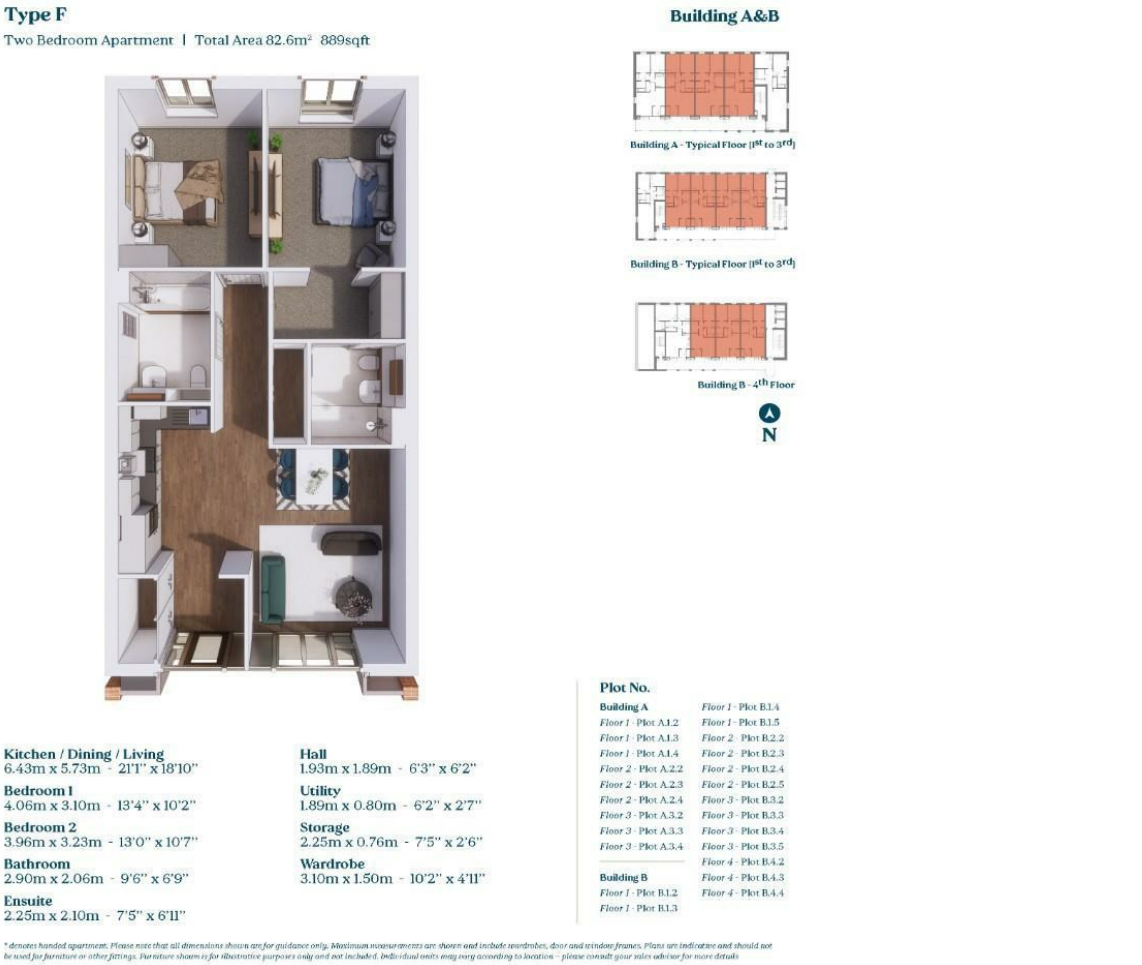 Type F
Two Bedroom Apartment | Total Area 82.6m² 889sqft
Building A&B
Building A - Typical Floor [1st to 3rd]
Building B - Typical Floor [1st to 3rd]
Building B - 4th Floor
N
Kitchen / Dining / Living
6.43m x 5.73m - 21'1'' x 18'10''
Bedroom 1
4.06m x 3.10m - 13'4'' x 10'2''
Bedroom 2
3.96m x 3.23m - 13'0'' x 10'7''
Bathroom
2.90m x 2.06m - 9'6'' x 6'9''
Ensuite
2.25m x 2.10m - 7'5'' x 6'11''
Hall
1.93m x 1.89m - 6'3'' x 6'2''
Utility
1.89m x 0.80m - 6'2'' x 2'7''
Storage
2.25m x 0.76m - 7'5'' x 2'6''
Wardrobe
3.10m x 1.50m - 10'2'' x 4'11''
Plot No.
Building A
Floor 1 - Plot A.1.2
Floor 1 - Plot A.1.3
Floor 1 - Plot A.1.4
Floor 2 - Plot A.2.2
Floor 2 - Plot A.2.3
Floor 2 - Plot A.2.4
Floor 3 - Plot A.3.2
Floor 3 - Plot A.3.3
Floor 3 - Plot A.3.4
Building B
Floor 1 - Plot B.1.2
Floor 1 - Plot B.1.3
Floor 1 - Plot B.1.4
Floor 1 - Plot B.1.5
Floor 2 - Plot B.2.2
Floor 2 - Plot B.2.3
Floor 2 - Plot B.2.4
Floor 2 - Plot B.2.5
Floor 3 - Plot B.3.2
Floor 3 - Plot B.3.3
Floor 3 - Plot B.3.4
Floor 3 - Plot B.3.5
Floor 4 - Plot B.4.2
Floor 4 - Plot B.4.3
Floor 4 - Plot B.4.4
* denotes handed apartment. Please note that all dimensions shown are for guidance only. Maximum measurements are shown and include wardrobes, door and window frames. Plans are indicative and should not
be used for furniture or other fittings. Furniture shown is for illustrative purposes only and not included. Individual units may vary according to location – please consult your sales advisor for more details